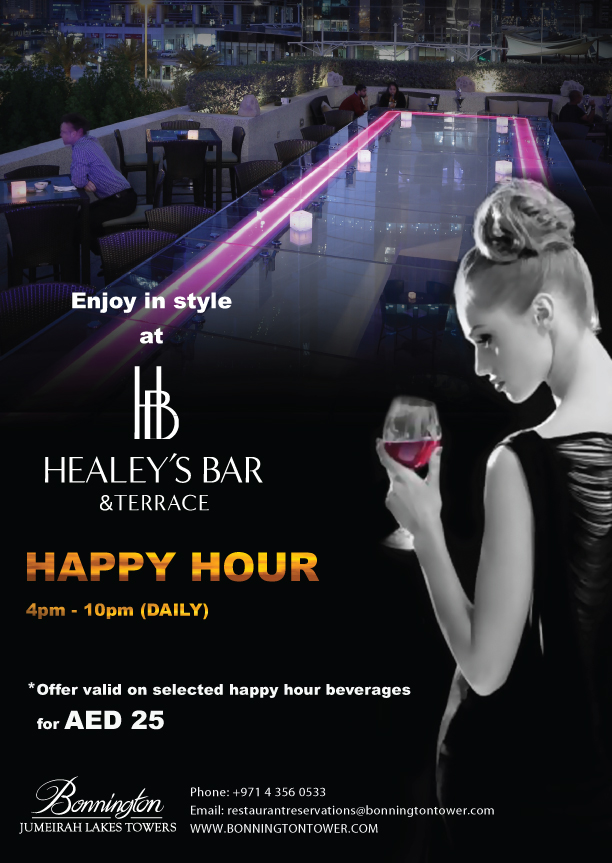 Enjoy in style
at
HB
HEALEY'S BAR
&TERRACE
HAPPY HOUR
4pm - 10pm (DAILY)
*Offer valid on selected happy hour beverages
for AED 25
Bonnington
JUMEIRAH LAKES TOWERS
Phone: +971 4 356 0533
Email: restaurantreservations@bonningtontower.com
WWW.BONNINGTONTOWER.COM